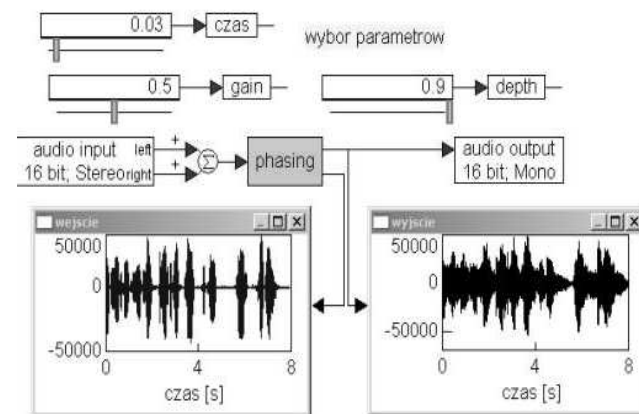 0.03 czas
wybor parametrow
0.5 gain 0.9 depth
audio input
16 bit; Stereo
left
right
+
+
Σ
phasing
audio output
16 bit; Mono
wejscie
50000
0
-50000
0 4 8
czas [s]
wyjscie
50000
0
-50000
0 4 8
czas [s]